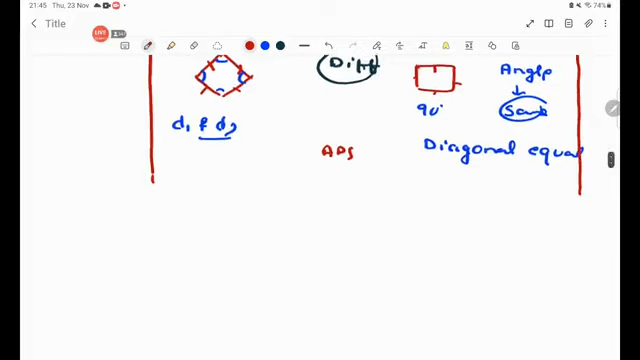 21:45 Thu, 23 Nov 74%
Title
LIVE
Diff
Angle
Same
90°
d₁ & d₂
APS
Diagonal equal